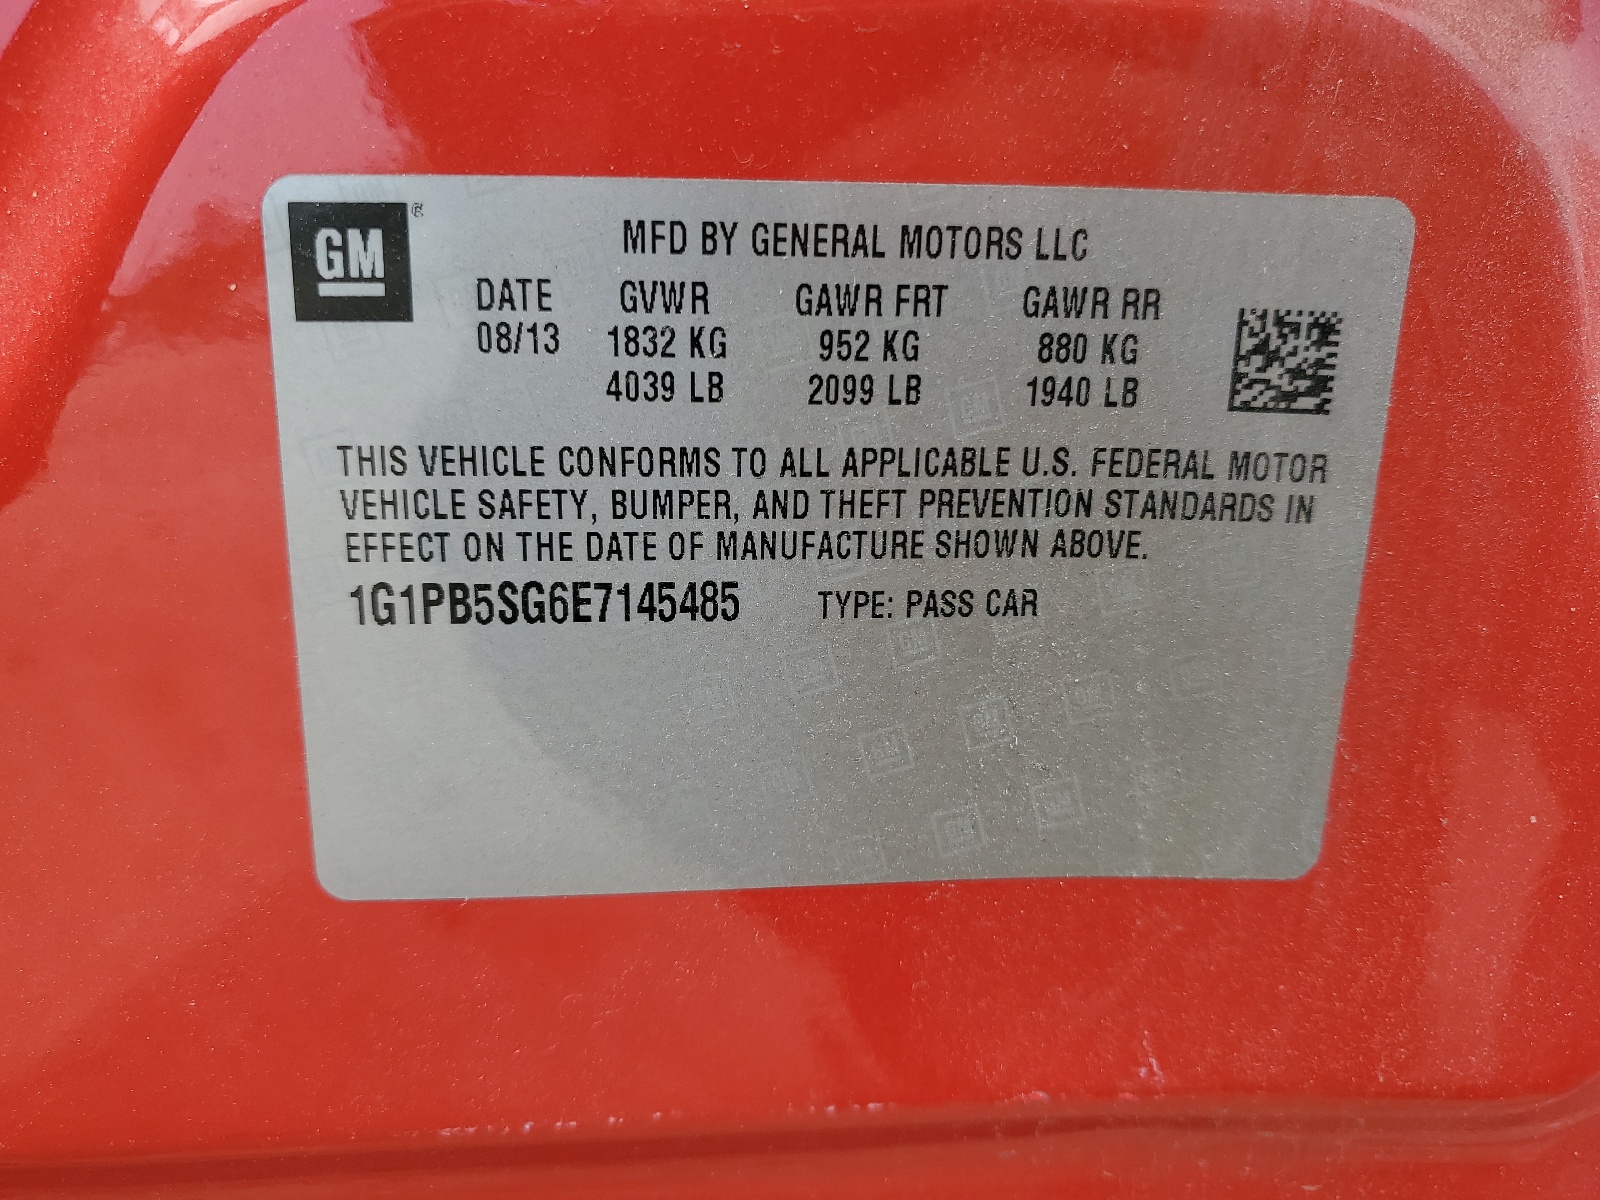 GM ®
MFD BY GENERAL MOTORS LLC
DATE GVWR GAWR FRT GAWR RR
08/13 1832 KG 952 KG 880 KG
4039 LB 2099 LB 1940 LB
THIS VEHICLE CONFORMS TO ALL APPLICABLE U.S. FEDERAL MOTOR
VEHICLE SAFETY, BUMPER, AND THEFT PREVENTION STANDARDS IN
EFFECT ON THE DATE OF MANUFACTURE SHOWN ABOVE.
1G1PB5SG6E7145485 TYPE: PASS CAR